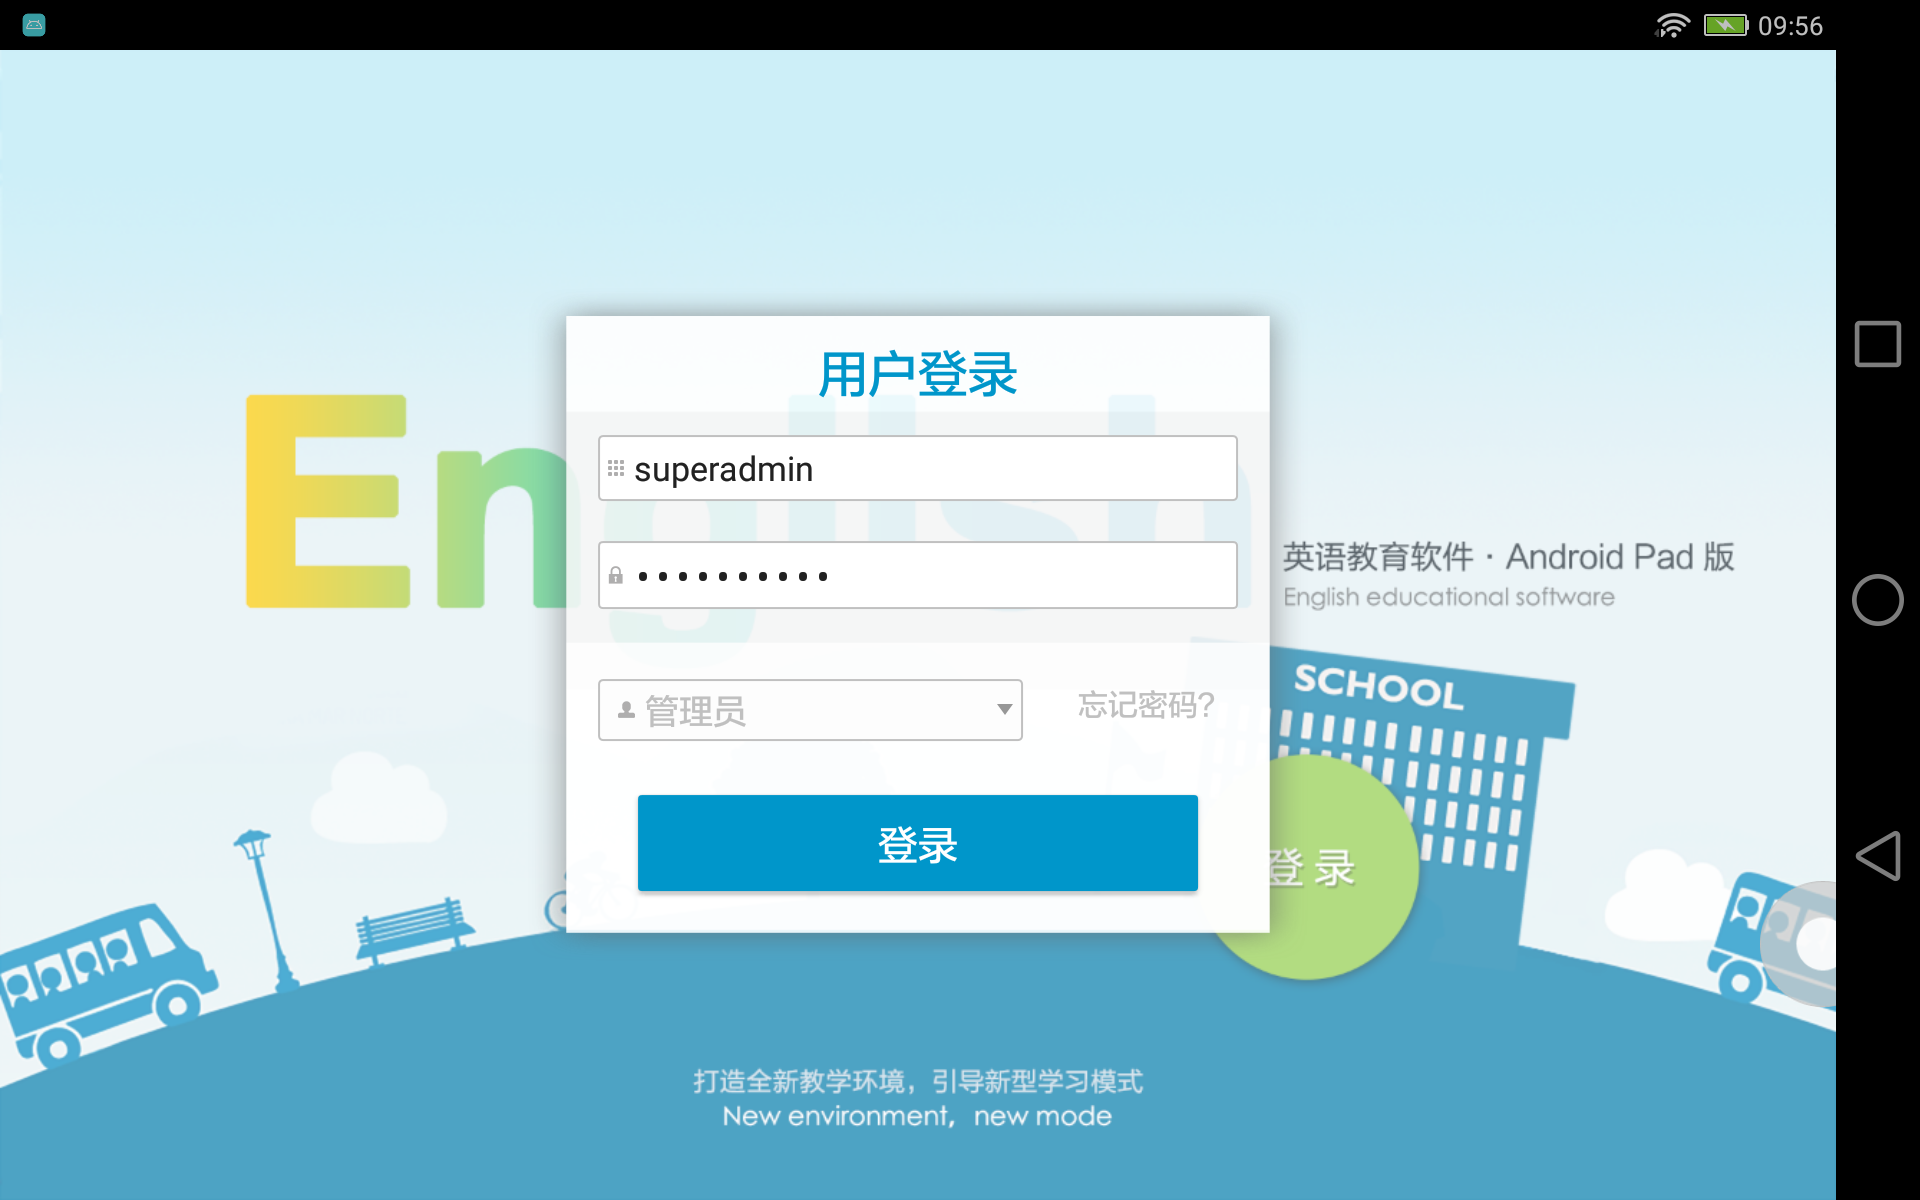 09:56
English
用户登录
superadmin
••••••••••
管理员
忘记密码?
登录
英语教育软件 · Android Pad 版
English educational software
SCHOOL
登 录
打造全新教学环境，引导新型学习模式
New environment, new mode